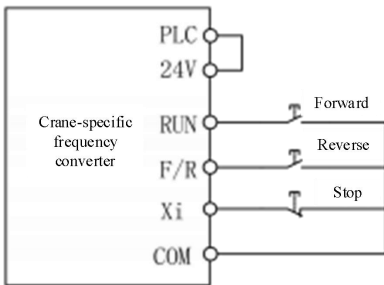 PLC
24V
Crane-specific
frequency
converter
RUN
Forward
F/R
Reverse
Xi
Stop
COM